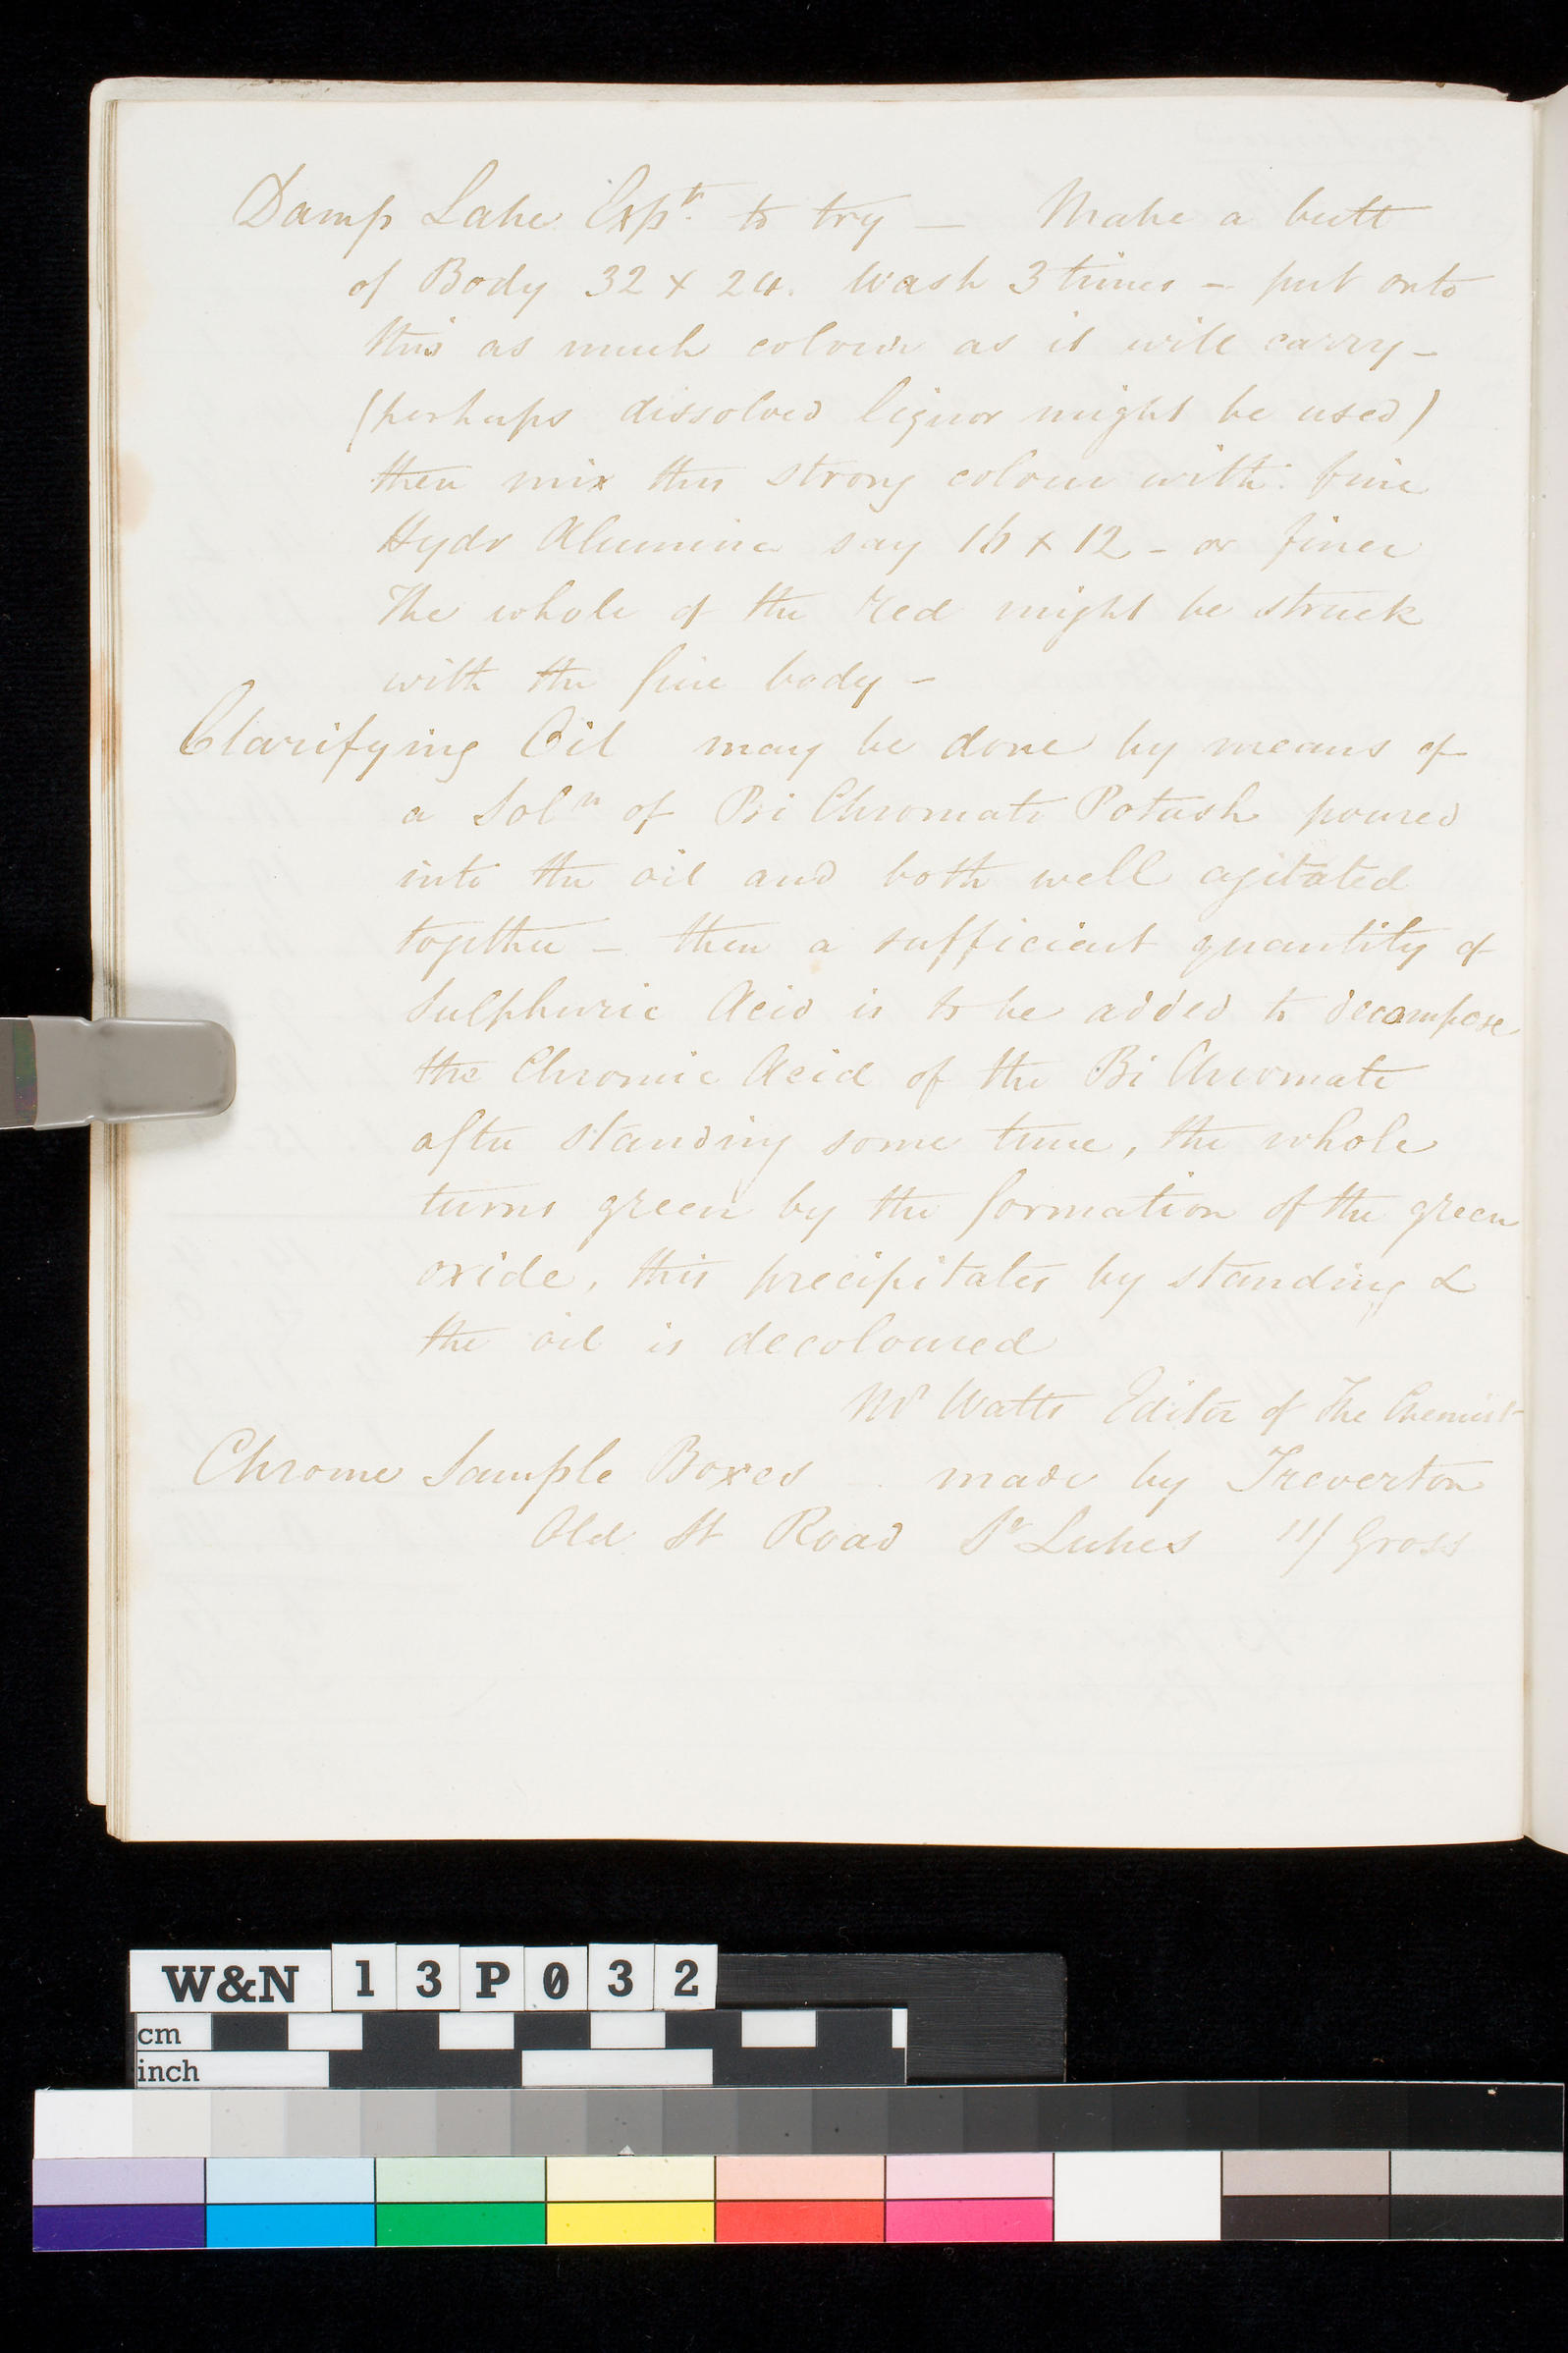 Damp Lake Exp^t. to try — Make a butt
of Body 32 x 24. Wash 3 times - put onto
this as much colour as it will carry -
(perhaps dissolved liquor might be used)
then mix this strong colour with fine
Hydr Alumina say 16 x 12 - or finer
The whole of the red might be struck
with the fine body -
Clarifying Oil may be done by means of
a Sol^n of Bi Chromate Potash poured
into the oil and both well agitated
together - then a sufficient quantity of
Sulphuric Acid is to be added to decompose
the Chromic Acid of the Bi Chromate
after standing some time, the whole
turns green by the formation of the green
oxide, this precipitates by standing &
the oil is decoloured
M^r Watts Editor of The Chemist
Chrome Sample Boxes made by Treverton
Old St Road S^t Lukes 11/ Gross
W&N 13P032
cm
inch